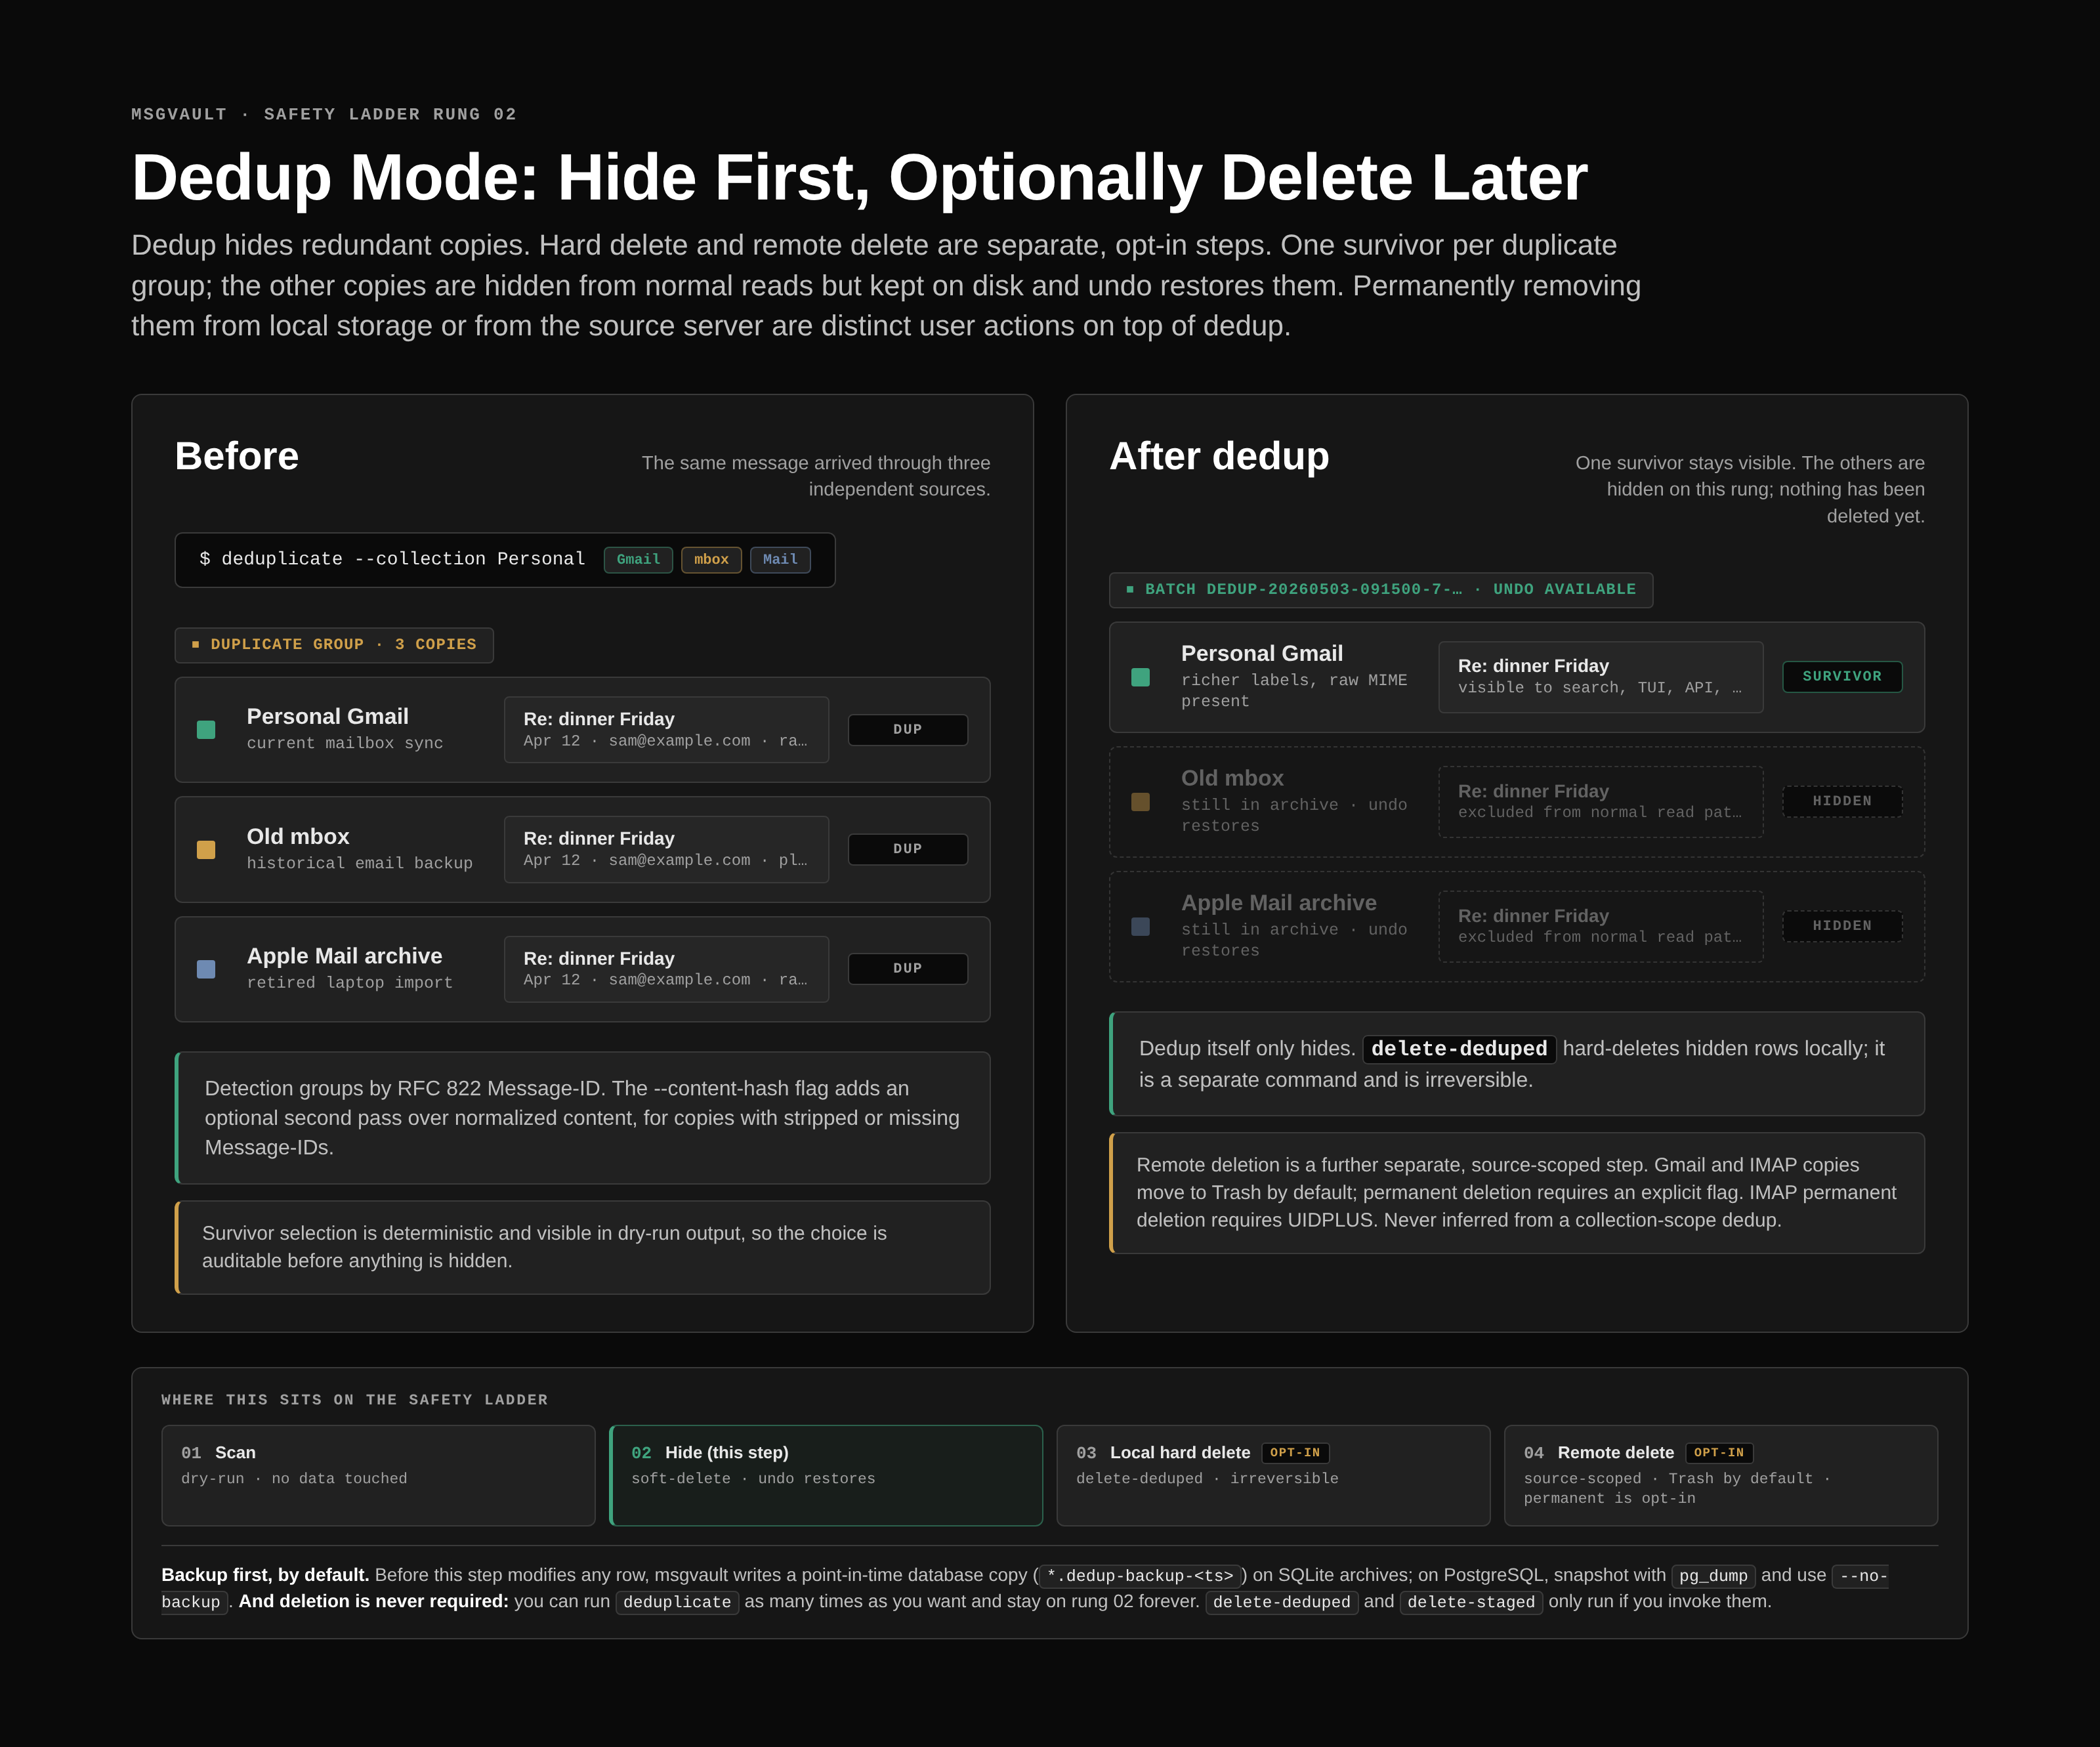 MSGVAULT · SAFETY LADDER RUNG 02
Dedup Mode: Hide First, Optionally Delete Later
Dedup hides redundant copies. Hard delete and remote delete are separate, opt-in steps. One survivor per duplicate
group; the other copies are hidden from normal reads but kept on disk and undo restores them. Permanently removing
them from local storage or from the source server are distinct user actions on top of dedup.
Before
The same message arrived through three
independent sources.
$ deduplicate --collection Personal Gmail mbox Mail
DUPLICATE GROUP · 3 COPIES
Personal Gmail
current mailbox sync
Re: dinner Friday
Apr 12 · sam@example.com · ra…
DUP
Old mbox
historical email backup
Re: dinner Friday
Apr 12 · sam@example.com · pl…
DUP
Apple Mail archive
retired laptop import
Re: dinner Friday
Apr 12 · sam@example.com · ra…
DUP
Detection groups by RFC 822 Message-ID. The --content-hash flag adds an
optional second pass over normalized content, for copies with stripped or missing
Message-IDs.
Survivor selection is deterministic and visible in dry-run output, so the choice is
auditable before anything is hidden.
After dedup
One survivor stays visible. The others are
hidden on this rung; nothing has been
deleted yet.
BATCH DEDUP-20260503-091500-7-… · UNDO AVAILABLE
Personal Gmail
richer labels, raw MIME
present
Re: dinner Friday
visible to search, TUI, API, …
SURVIVOR
Old mbox
still in archive · undo
restores
Re: dinner Friday
excluded from normal read pat…
HIDDEN
Apple Mail archive
still in archive · undo
restores
Re: dinner Friday
excluded from normal read pat…
HIDDEN
Dedup itself only hides. delete-deduped hard-deletes hidden rows locally; it
is a separate command and is irreversible.
Remote deletion is a further separate, source-scoped step. Gmail and IMAP copies
move to Trash by default; permanent deletion requires an explicit flag. IMAP permanent
deletion requires UIDPLUS. Never inferred from a collection-scope dedup.
WHERE THIS SITS ON THE SAFETY LADDER
01 Scan
dry-run · no data touched
02 Hide (this step)
soft-delete · undo restores
03 Local hard delete OPT-IN
delete-deduped · irreversible
04 Remote delete OPT-IN
source-scoped · Trash by default ·
permanent is opt-in
Backup first, by default. Before this step modifies any row, msgvault writes a point-in-time database copy (*.dedup-backup-<ts>) on SQLite archives; on PostgreSQL, snapshot with pg_dump and use --no-
backup. And deletion is never required: you can run deduplicate as many times as you want and stay on rung 02 forever. delete-deduped and delete-staged only run if you invoke them.